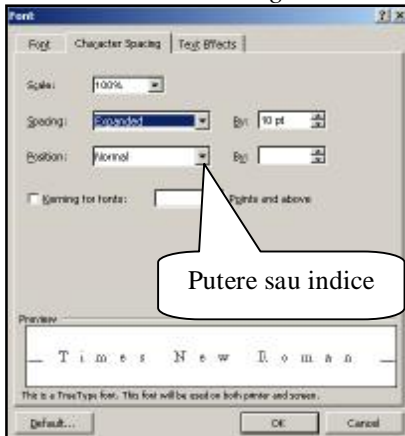 Font
Font Character Spacing Text Effects
Scale: 100%
Spacing: Expanded By: 10 pt
Position: Normal By:
Kerning for fonts: Points and above
Putere sau indice
Preview
Times New Roman
This is a TrueType font. This font will be used on both printer and screen.
Default... OK Cancel